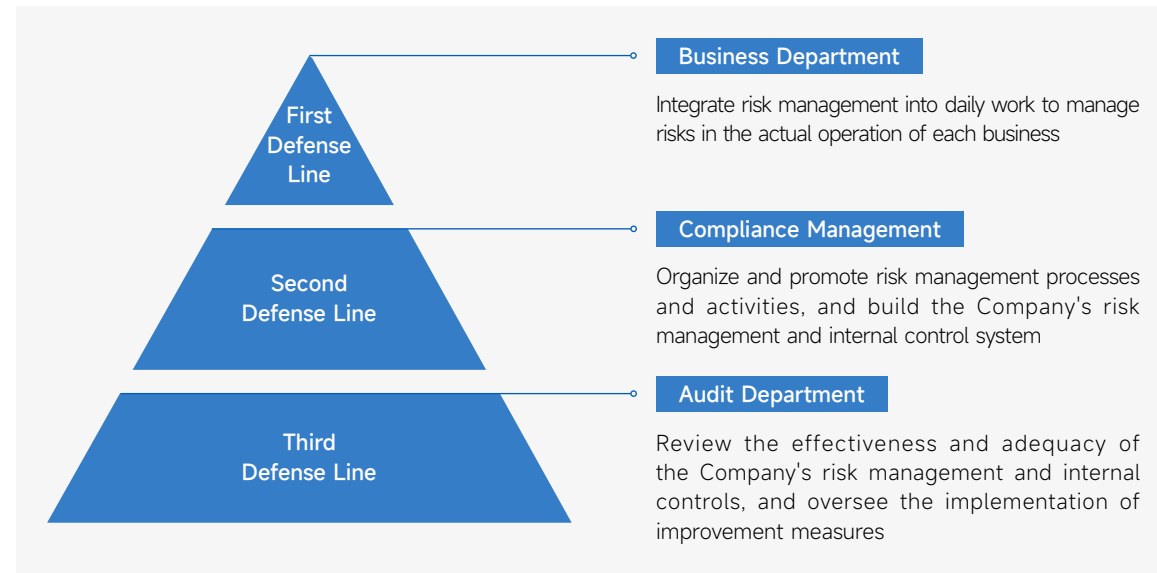 First
Defense
Line
Business Department
Integrate risk management into daily work to manage
risks in the actual operation of each business
Second
Defense Line
Compliance Management
Organize and promote risk management processes
and activities, and build the Company's risk
management and internal control system
Third
Defense Line
Audit Department
Review the effectiveness and adequacy of
the Company's risk management and internal
controls, and oversee the implementation of
improvement measures